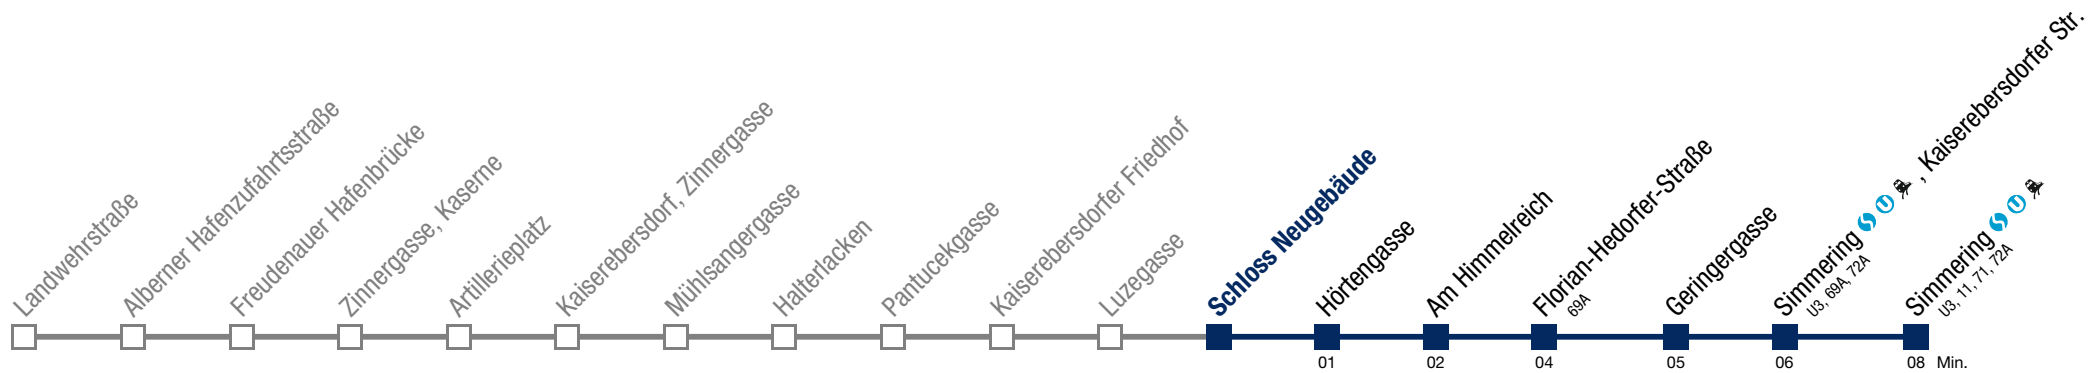 Landwehrstraße
Alberner Hafenzufahrtsstraße
Freudenauer Hafenbrücke
Zinnergasse, Kaserne
Artillerieplatz
Kaiserebersdorf, Zinnergasse
Mühlsangergasse
Halterlacken
Pantucekgasse
Kaiserebersdorfer Friedhof
Luzegasse
Schloss Neugebäude
Hörtengasse
01
Am Himmelreich
02
Florian-Hedorfer-Straße
69A
04
Geringergasse
05
Simmering S U , Kaiserebersdorfer Str.
U3, 69A, 72A
06
Simmering S U
U3, 11, 71, 72A
08 Min.